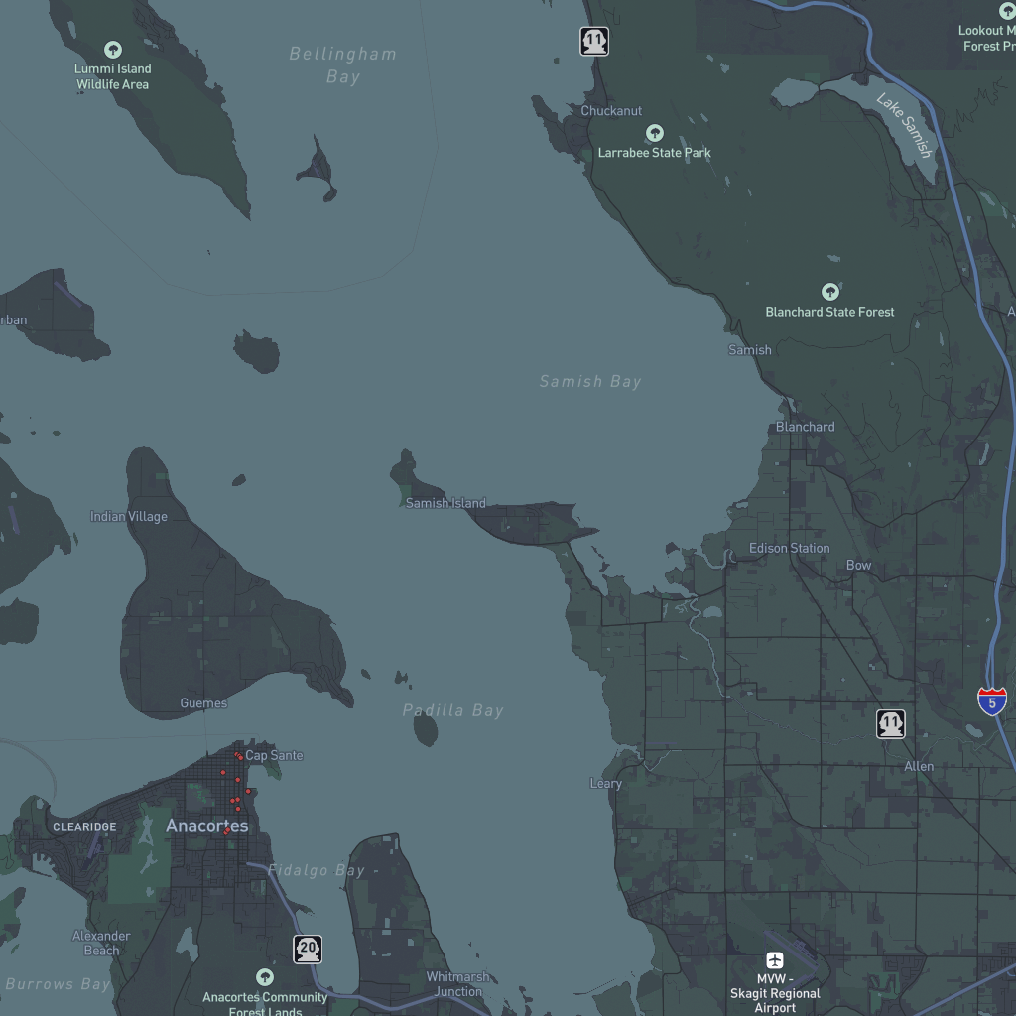 11
Lookout M
Forest Pr
Lummi Island
Wildlife Area
Bellingham
Bay
Chuckanut
Lake Samish
Larrabee State Park
Blanchard State Forest
rban
A
Samish
Samish Bay
Blanchard
Samish Island
Indian Village
Edison Station
Bow
Guemes
Padilla Bay
5
11
Cap Sante
Allen
Leary
CLEARIDGE
Anacortes
Fidalgo Bay -
Alexander
Beach
20
Burrows Bay
Anacortes Community
Forest Lands
Whitmarsh
Junction
MVW -
Skagit Regional
Airport